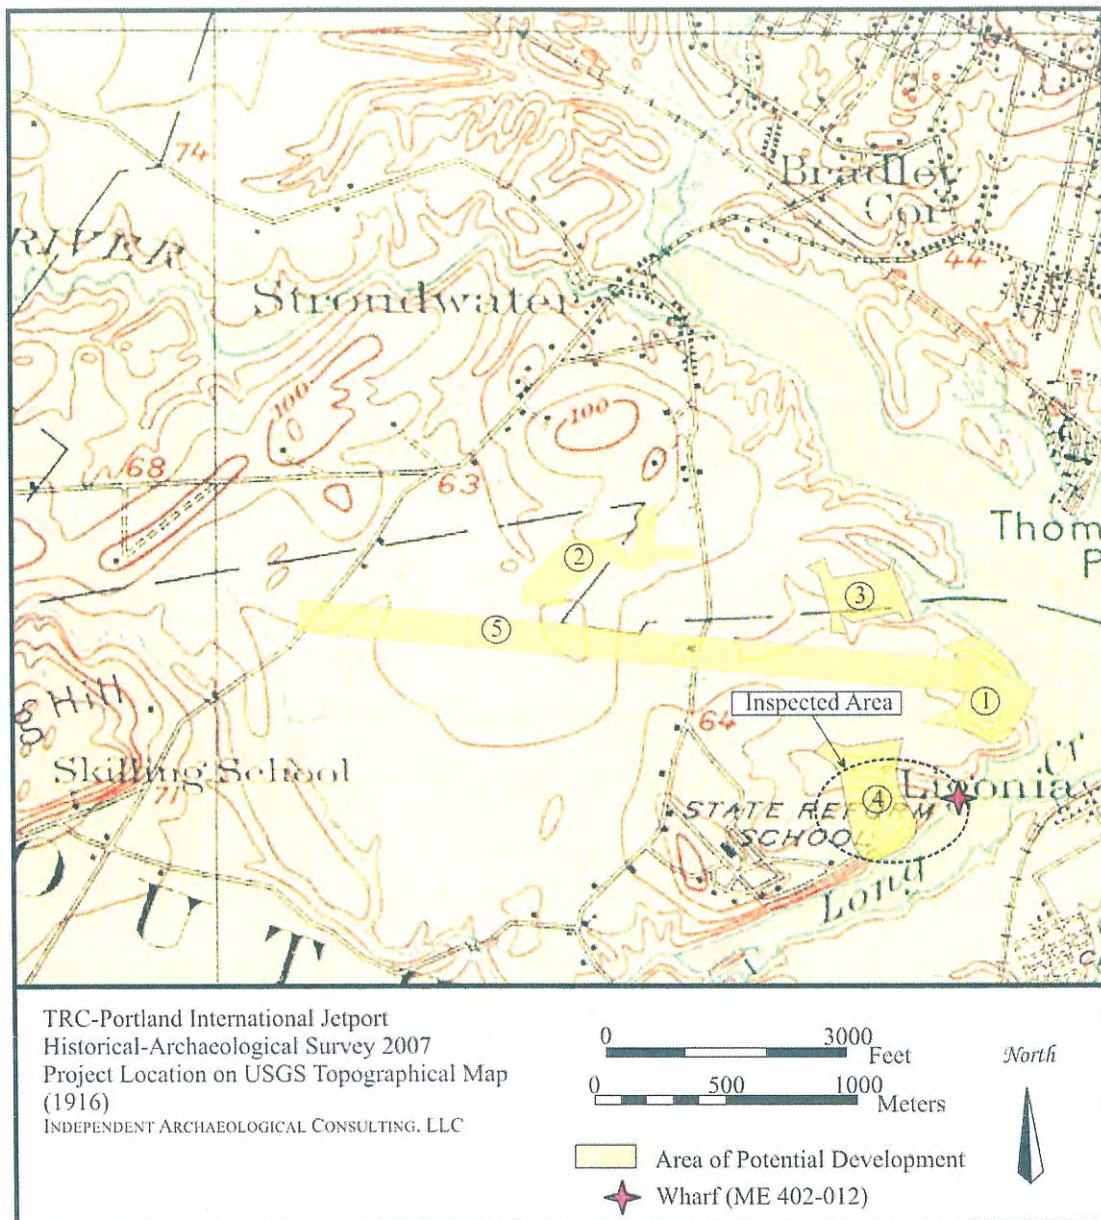 74
Bradley
Cor
RIVER
44
Strondwater
100
100
68
63
Thom
P
②
③
⑤
①
Inspected Area
64
g Hill
Cr
Skilling School
Ligonia
71
④
STATE REFORM
SCHOOL
Long
O U T
TRC-Portland International Jetport
Historical-Archaeological Survey 2007
Project Location on USGS Topographical Map
(1916)
INDEPENDENT ARCHAEOLOGICAL CONSULTING, LLC
0 3000
Feet
0 500 1000
Meters
North
Area of Potential Development
Wharf (ME 402-012)